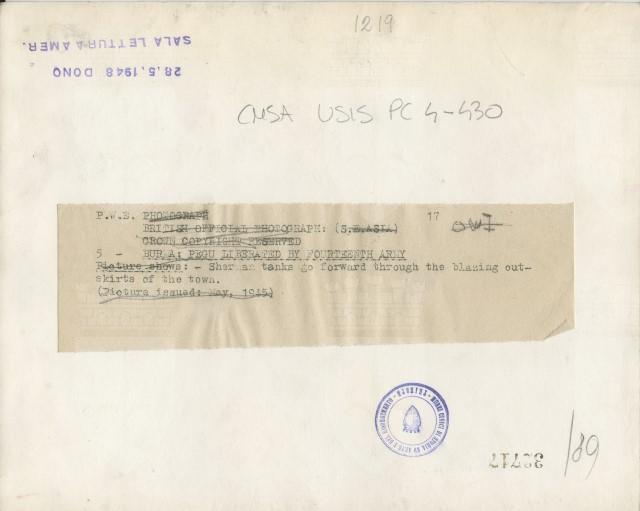 1219
SALA LETTURA AMER.
28.5.1948 DONO
CMSA USIS PC 4-430
P.W.B. PHOTOGRAPH 17 OWI
BRITISH OFFICIAL PHOTOGRAPH: (S.E.ASIA)
CROWN COPYRIGHT RESERVED
5 - BURMA: PEGU LIBERATED BY FOURTEENTH ARMY
Picture shows: - Sherman tanks go forward through the blazing out-
skirts of the town.
(Picture issued: May, 1945)
32717
/89